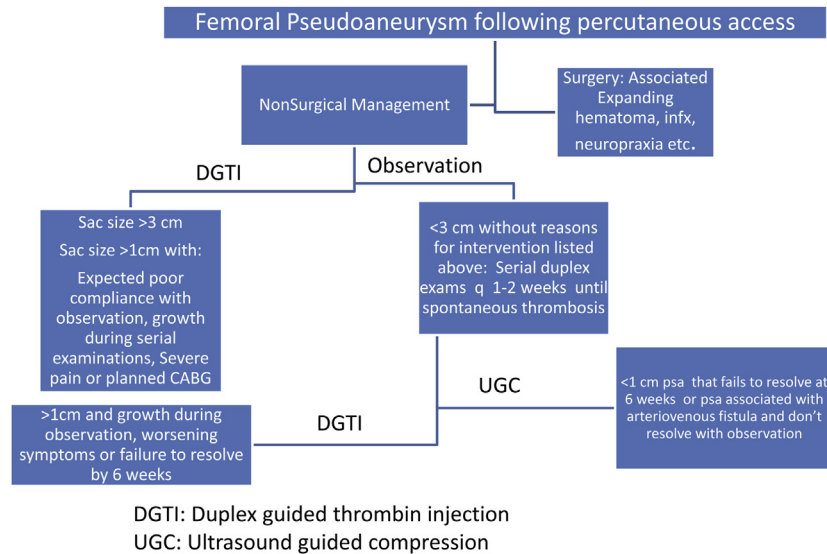 Femoral Pseudoaneurysm following percutaneous access
NonSurgical Management
Surgery: Associated
Expanding
hematoma, infx,
neuropraxia etc.
DGTI
Observation
Sac size >3 cm
Sac size >1cm with:
Expected poor
compliance with
observation, growth
during serial
examinations, Severe
pain or planned CABG
<3 cm without reasons
for intervention listed
above: Serial duplex
exams q 1-2 weeks until
spontaneous thrombosis
UGC
<1 cm psa that fails to resolve at
6 weeks or psa associated with
arteriovenous fistula and don't
resolve with observation
DGTI
>1cm and growth during
observation, worsening
symptoms or failure to resolve
by 6 weeks
DGTI: Duplex guided thrombin injection
UGC: Ultrasound guided compression